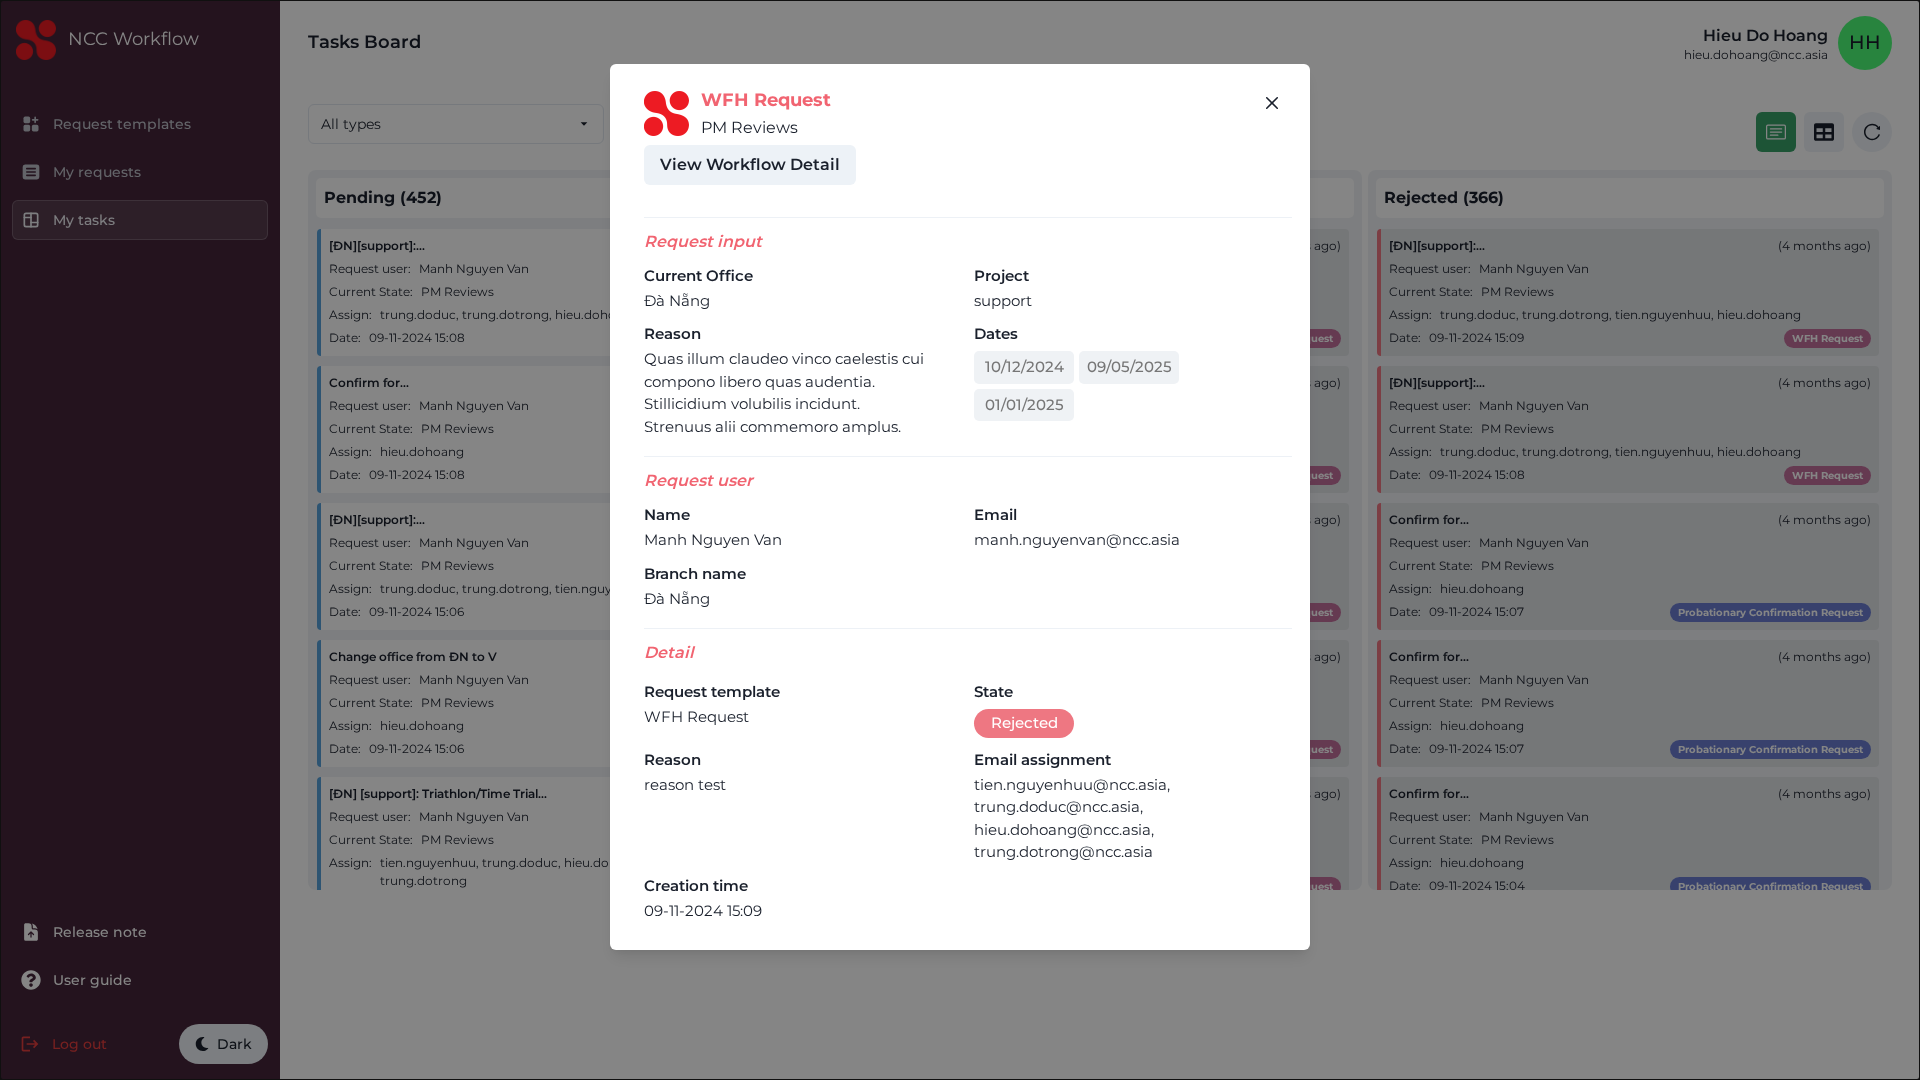 NCC Workflow
Request templates
My requests
My tasks
Release note
User guide
Log out
Dark
Tasks Board
Hieu Do Hoang
hieu.dohoang@ncc.asia
HH
All types
Pending (452)
[ĐN][support]:...
Request user: Manh Nguyen Van
Current State: PM Reviews
Assign: trung.doduc, trung.dotrong,
Date: 09-11-2024 15:08
Confirm for...
Request user: Manh Nguyen Van
Current State: PM Reviews
Assign: hieu.dohoang
Date: 09-11-2024 15:08
[ĐN][support]:...
Request user: Manh Nguyen Van
Current State: PM Reviews
Assign: trung.doduc, trung.dotrong,
Date: 09-11-2024 15:06
Change office from ĐN to V
Request user: Manh Nguyen Van
Current State: PM Reviews
Assign: hieu.dohoang
Date: 09-11-2024 15:06
[ĐN] [support]: Triathlon/Time Trial...
Request user: Manh Nguyen Van
Current State: PM Reviews
Assign: tien.nguyenhuu, trung.doduc,
trung.dotrong
WFH Request
PM Reviews
View Workflow Detail
Request input
Current Office
Đà Nẵng
Project
support
Reason
Quas illum claudeo vinco caelestis cui
compono libero quas audentia.
Stillicidium volubilis incidunt.
Strenuus alii commemoro amplus.
Dates
10/12/2024 09/05/2025
01/01/2025
Request user
Name
Manh Nguyen Van
Email
manh.nguyenvan@ncc.asia
Branch name
Đà Nẵng
Detail
Request template
WFH Request
State
Rejected
Reason
reason test
Email assignment
tien.nguyenhuu@ncc.asia,
trung.doduc@ncc.asia,
hieu.dohoang@ncc.asia,
trung.dotrong@ncc.asia
Creation time
09-11-2024 15:09
ago)
ago)
ago)
ago)
ago)
Rejected (366)
[ĐN][support]:... (4 months ago)
Request user: Manh Nguyen Van
Current State: PM Reviews
Assign: trung.doduc, trung.dotrong, tien.nguyenhuu, hieu.dohoang
Date: 09-11-2024 15:09 WFH Request
[ĐN][support]:... (4 months ago)
Request user: Manh Nguyen Van
Current State: PM Reviews
Assign: trung.doduc, trung.dotrong, tien.nguyenhuu, hieu.dohoang
Date: 09-11-2024 15:08 WFH Request
Confirm for... (4 months ago)
Request user: Manh Nguyen Van
Current State: PM Reviews
Assign: hieu.dohoang
Date: 09-11-2024 15:07 Probationary Confirmation Request
Confirm for... (4 months ago)
Request user: Manh Nguyen Van
Current State: PM Reviews
Assign: hieu.dohoang
Date: 09-11-2024 15:07 Probationary Confirmation Request
Confirm for... (4 months ago)
Request user: Manh Nguyen Van
Current State: PM Reviews
Assign: hieu.dohoang
Date: 09-11-2024 15:04 Probationary Confirmation Request